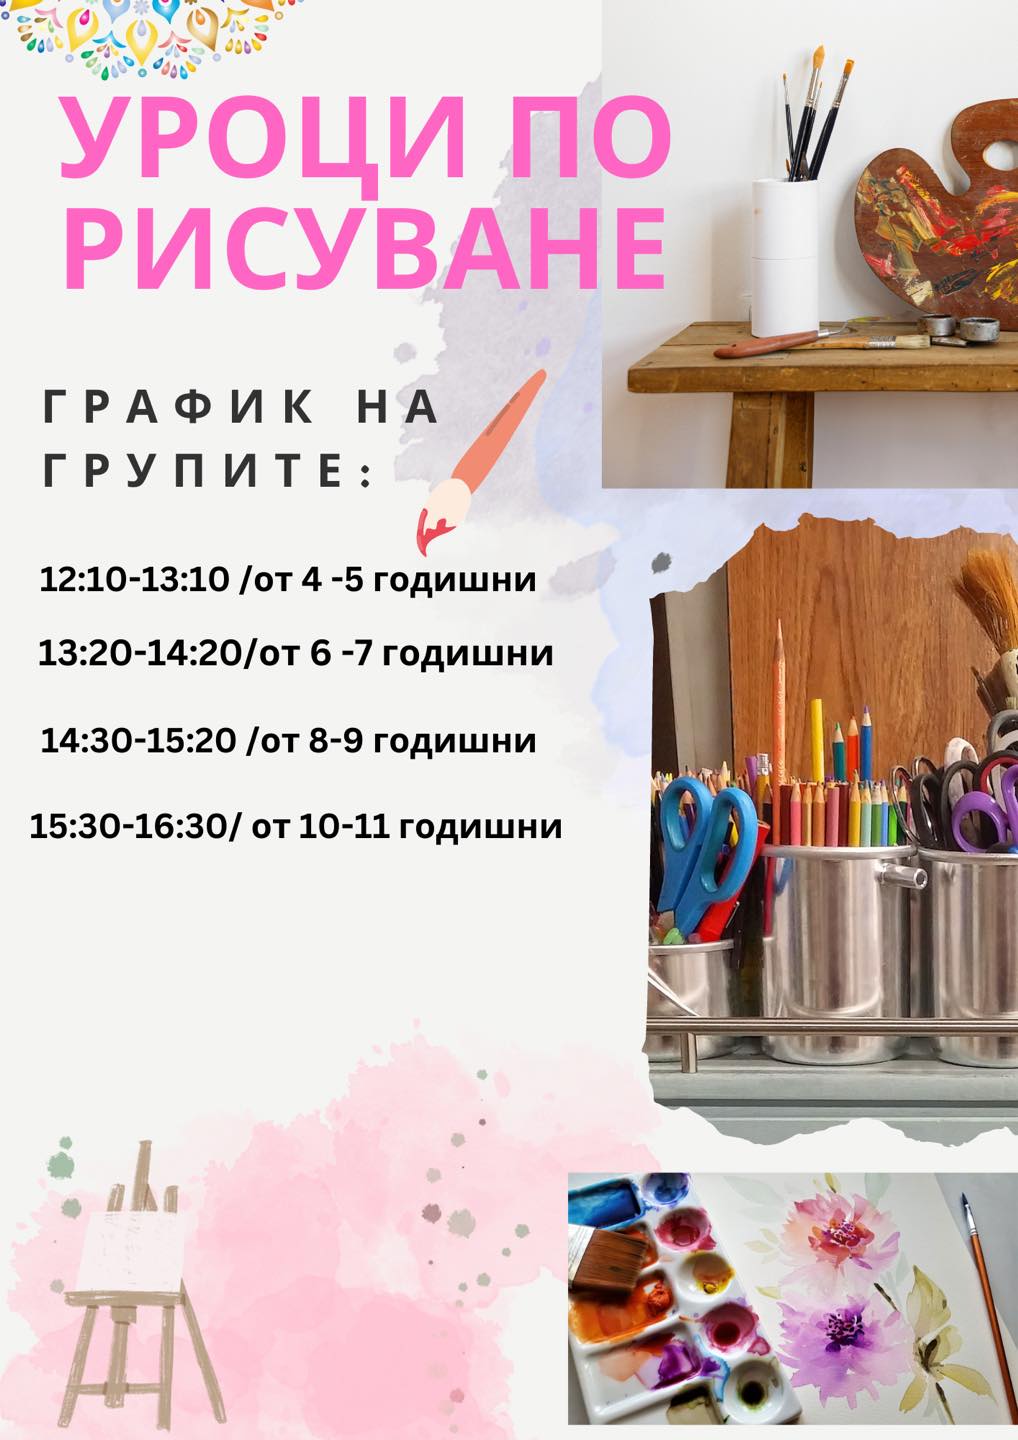 УРОЦИ ПО
РИСУВАНЕ
ГРАФИК НА
ГРУПИТЕ:
12:10-13:10 /от 4 -5 годишни
13:20-14:20/от 6 -7 годишни
14:30-15:20 /от 8-9 годишни
15:30-16:30/ от 10-11 годишни